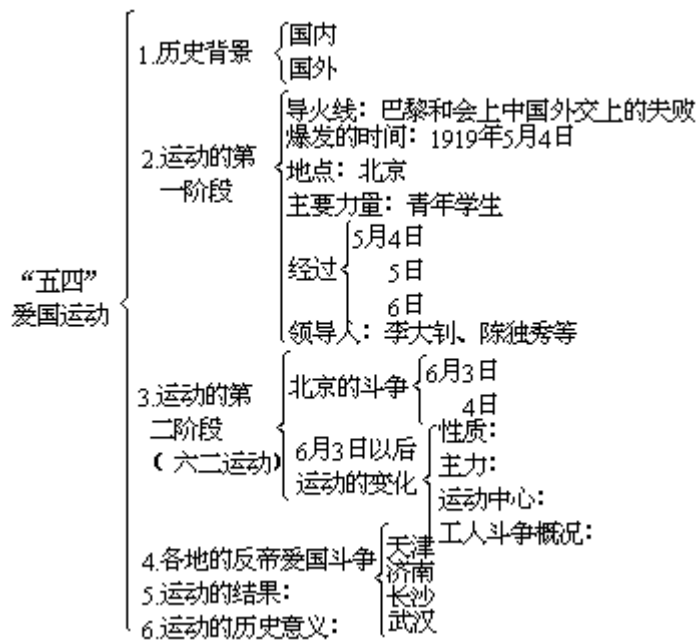 “五四”
爱国运动
1.历史背景
国内
国外
2.运动的第
一阶段
导火线：巴黎和会上中国外交上的失败
爆发的时间：1919年5月4日
地点：北京
主要力量：青年学生
经过
5月4日
5日
6日
领导人：李大钊、陈独秀等
3.运动的第
二阶段
（六二运动）
北京的斗争
6月3日
4日
6月3日以后
运动的变化
性质：
主力：
运动中心：
工人斗争概况：
4.各地的反帝爱国斗争
天津
济南
长沙
武汉
5.运动的结果：
6.运动的历史意义：